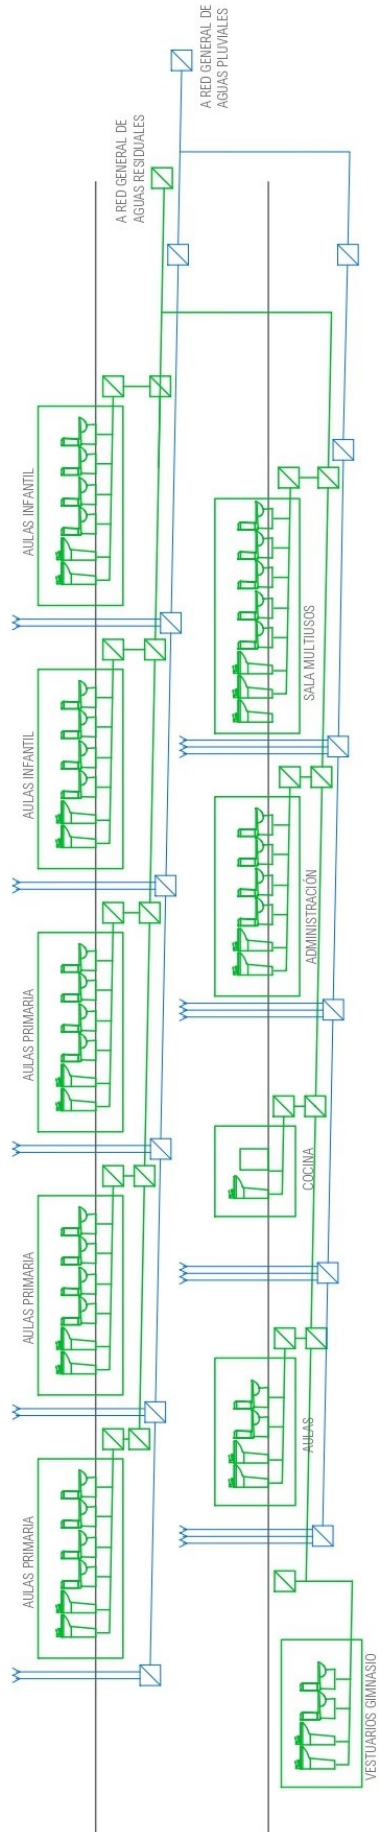 A RED GENERAL DE
AGUAS PLUVIALES
A RED GENERAL DE
AGUAS RESIDUALES
AULAS INFANTIL
AULAS INFANTIL
AULAS PRIMARIA
AULAS PRIMARIA
AULAS PRIMARIA
SALA MULTIUSOS
ADMINISTRACIÓN
COCINA
AULAS
VESTUARIOS GIMNASIO